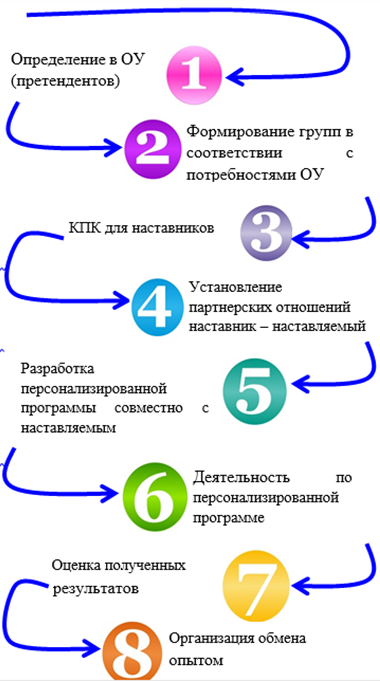 Определение в ОУ
(претендентов)
1
2
Формирование групп в
соответствии с
потребностями ОУ
КПК для наставников
3
4
Установление
партнерских отношений
наставник – наставляемый
Разработка
персонализированной
программы совместно с
наставляемым
5
6
Деятельность по
персонализированной
программе
Оценка полученных
результатов
7
8
Организация обмена
опытом